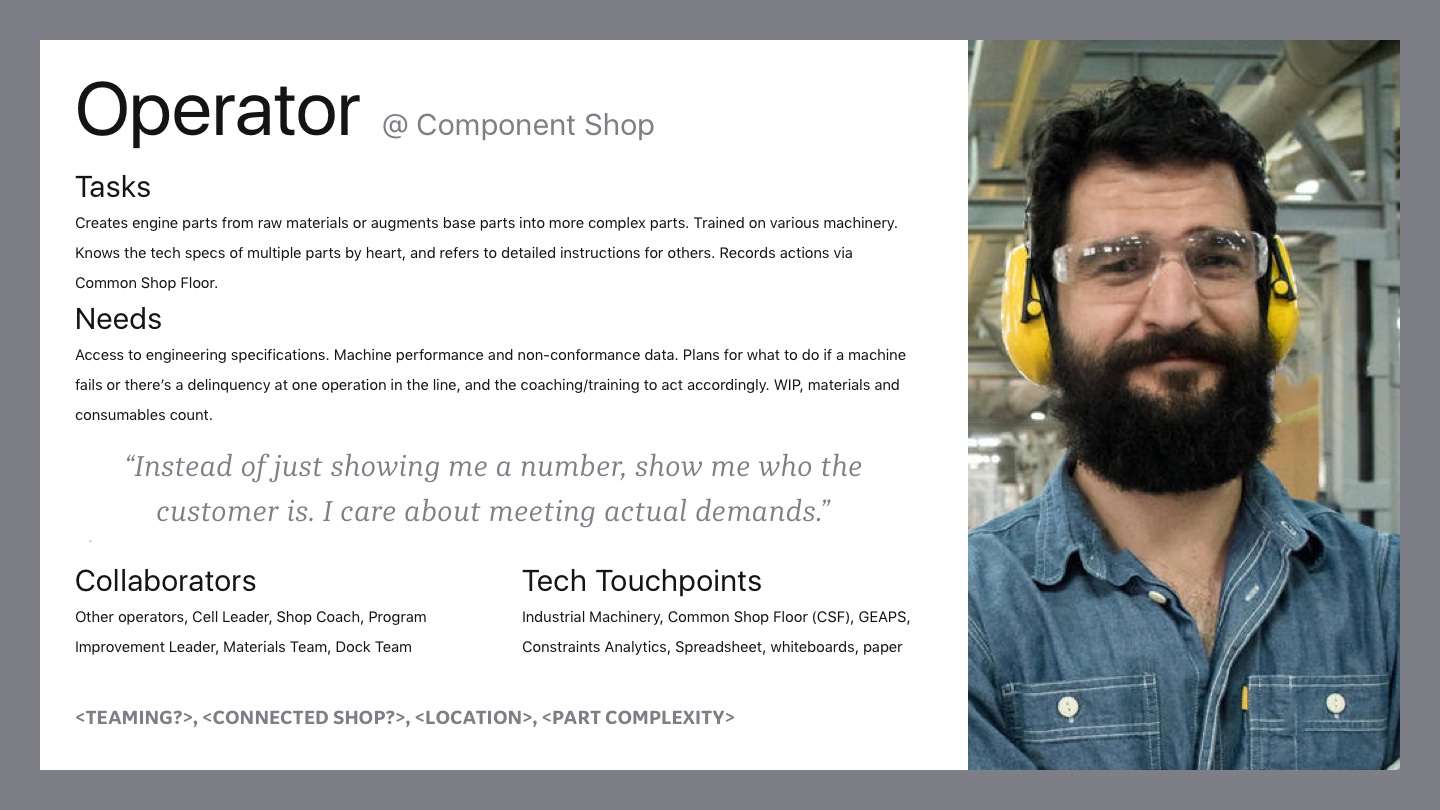 Operator @ Component Shop
Tasks
Creates engine parts from raw materials or augments base parts into more complex parts. Trained on various machinery.
Knows the tech specs of multiple parts by heart, and refers to detailed instructions for others. Records actions via
Common Shop Floor.
Needs
Access to engineering specifications. Machine performance and non-conformance data. Plans for what to do if a machine
fails or there’s a delinquency at one operation in the line, and the coaching/training to act accordingly. WIP, materials and
consumables count.
“Instead of just showing me a number, show me who the
customer is. I care about meeting actual demands.”
Collaborators
Other operators, Cell Leader, Shop Coach, Program
Improvement Leader, Materials Team, Dock Team
Tech Touchpoints
Industrial Machinery, Common Shop Floor (CSF), GEAPS,
Constraints Analytics, Spreadsheet, whiteboards, paper
<TEAMING?>, <CONNECTED SHOP?>, <LOCATION>, <PART COMPLEXITY>